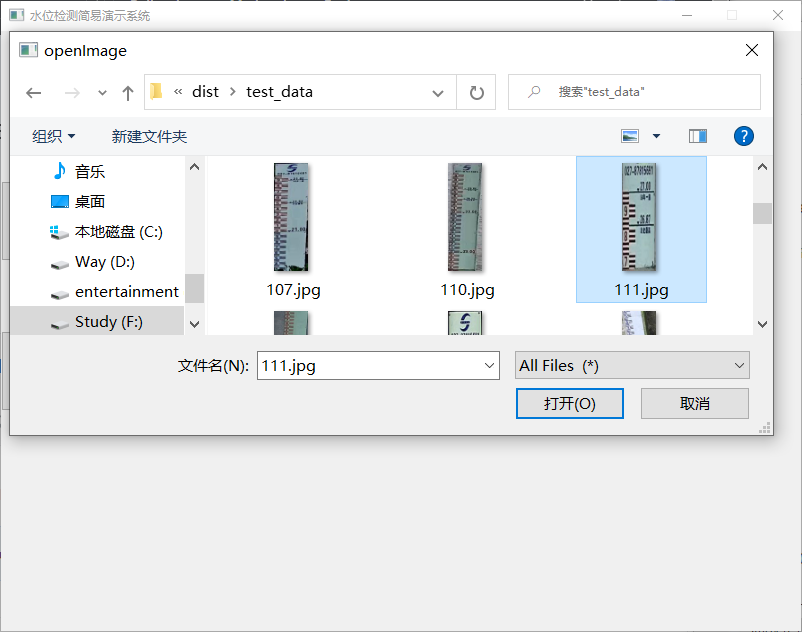 水位检测简易演示系统
openImage
« dist > test_data
搜索"test_data"
组织
新建文件夹
音乐
桌面
本地磁盘 (C:)
Way (D:)
entertainment
Study (F:)
107.jpg
110.jpg
111.jpg
文件名(N):
111.jpg
All Files (*)
打开(O)
取消